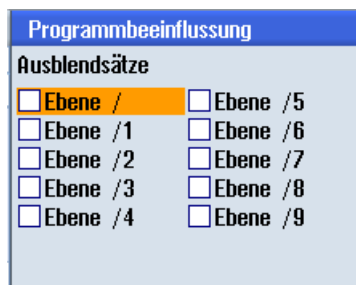 Programmbeeinflussung
Ausblendsätze
Ebene / Ebene /5
Ebene /1 Ebene /6
Ebene /2 Ebene /7
Ebene /3 Ebene /8
Ebene /4 Ebene /9